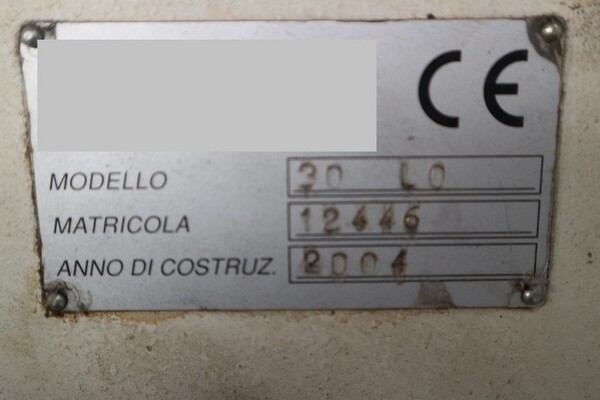 CE
MODELLO 30 LO
MATRICOLA 12446
ANNO DI COSTRUZ. 2004